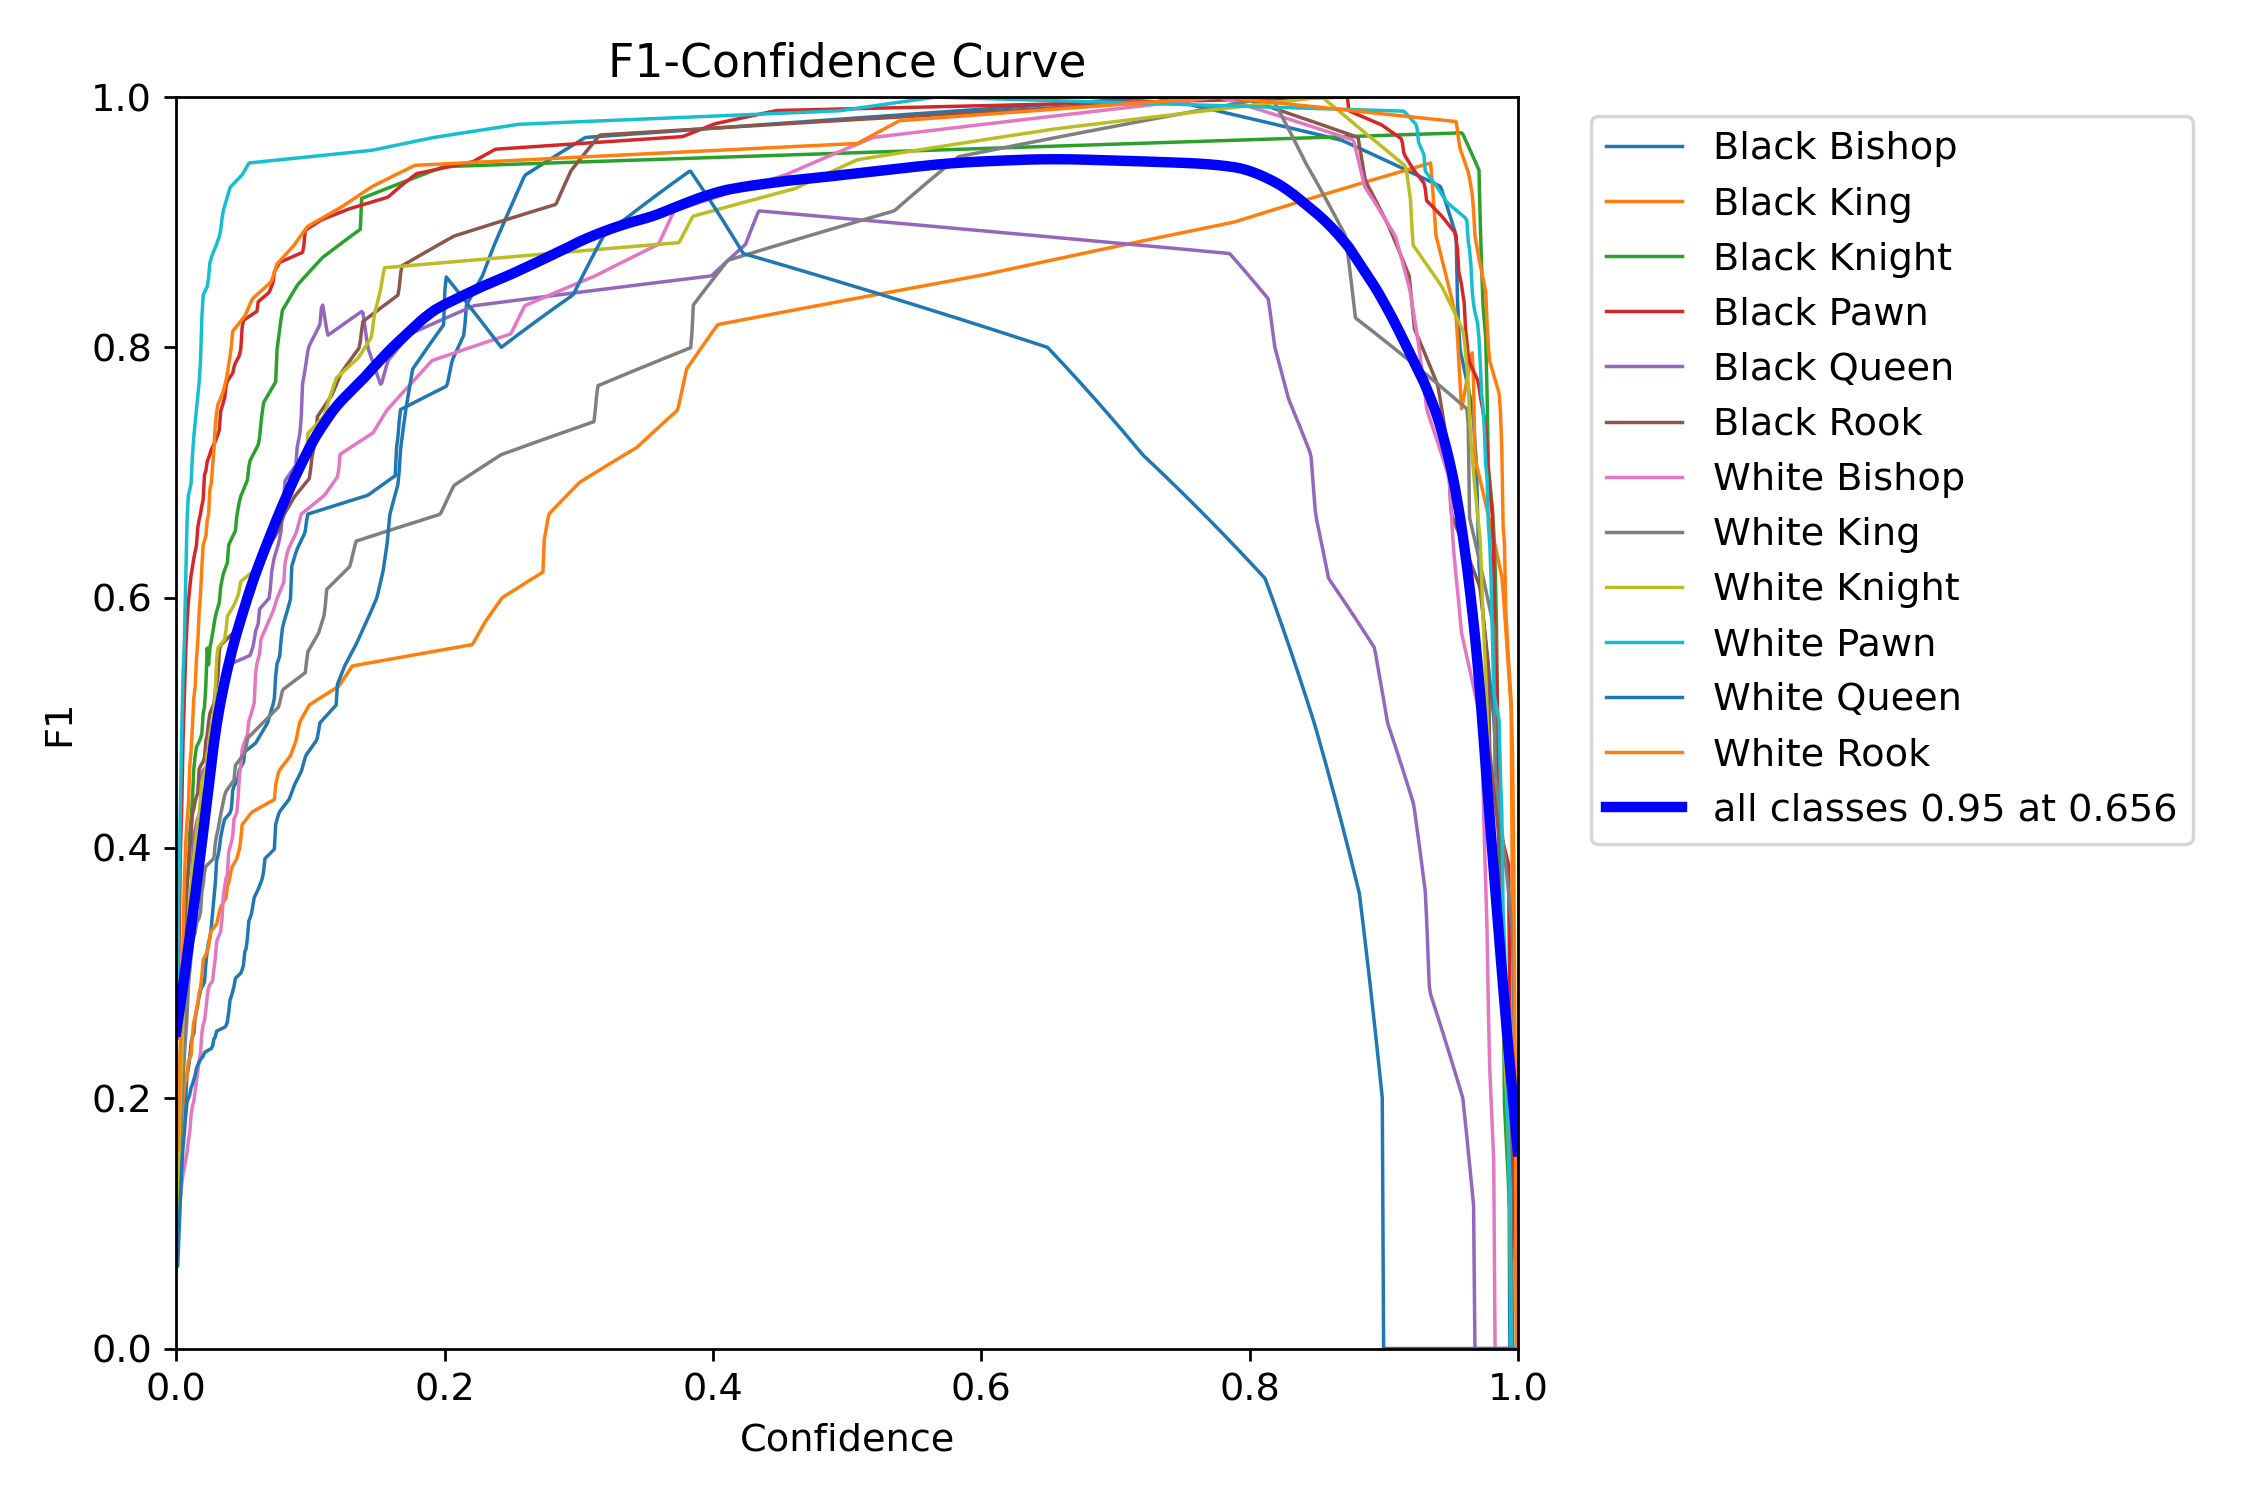 F1-Confidence Curve
1.0
0.8
0.6
0.4
0.2
0.0
F1
0.0 0.2 0.4 0.6 0.8 1.0
Confidence
Black Bishop
Black King
Black Knight
Black Pawn
Black Queen
Black Rook
White Bishop
White King
White Knight
White Pawn
White Queen
White Rook
all classes 0.95 at 0.656